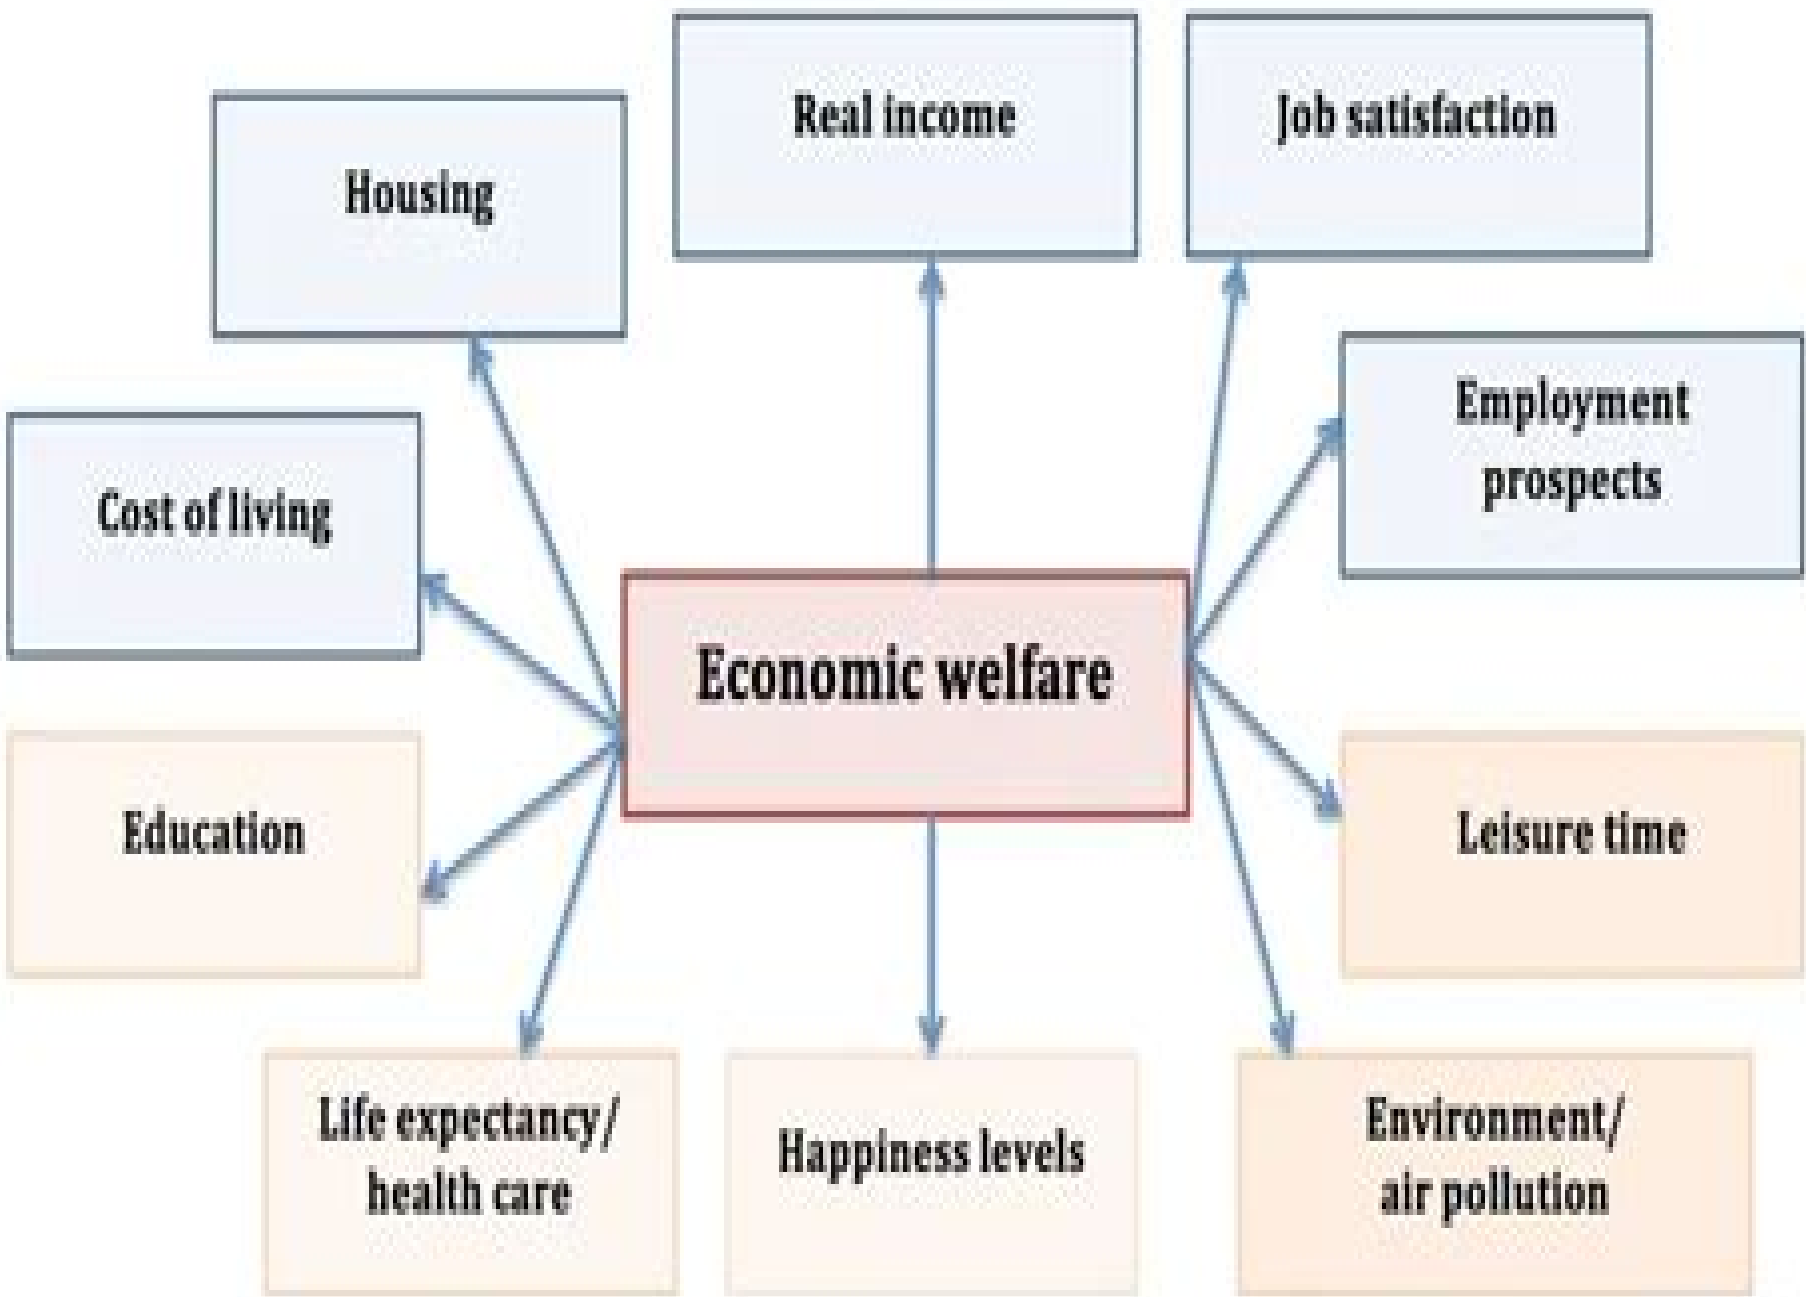 Real income
Job satisfaction
Housing
Employment
prospects
Cost of living
Economic welfare
Education
Leisure time
Life expectancy/
health care
Happiness levels
Environment/
air pollution